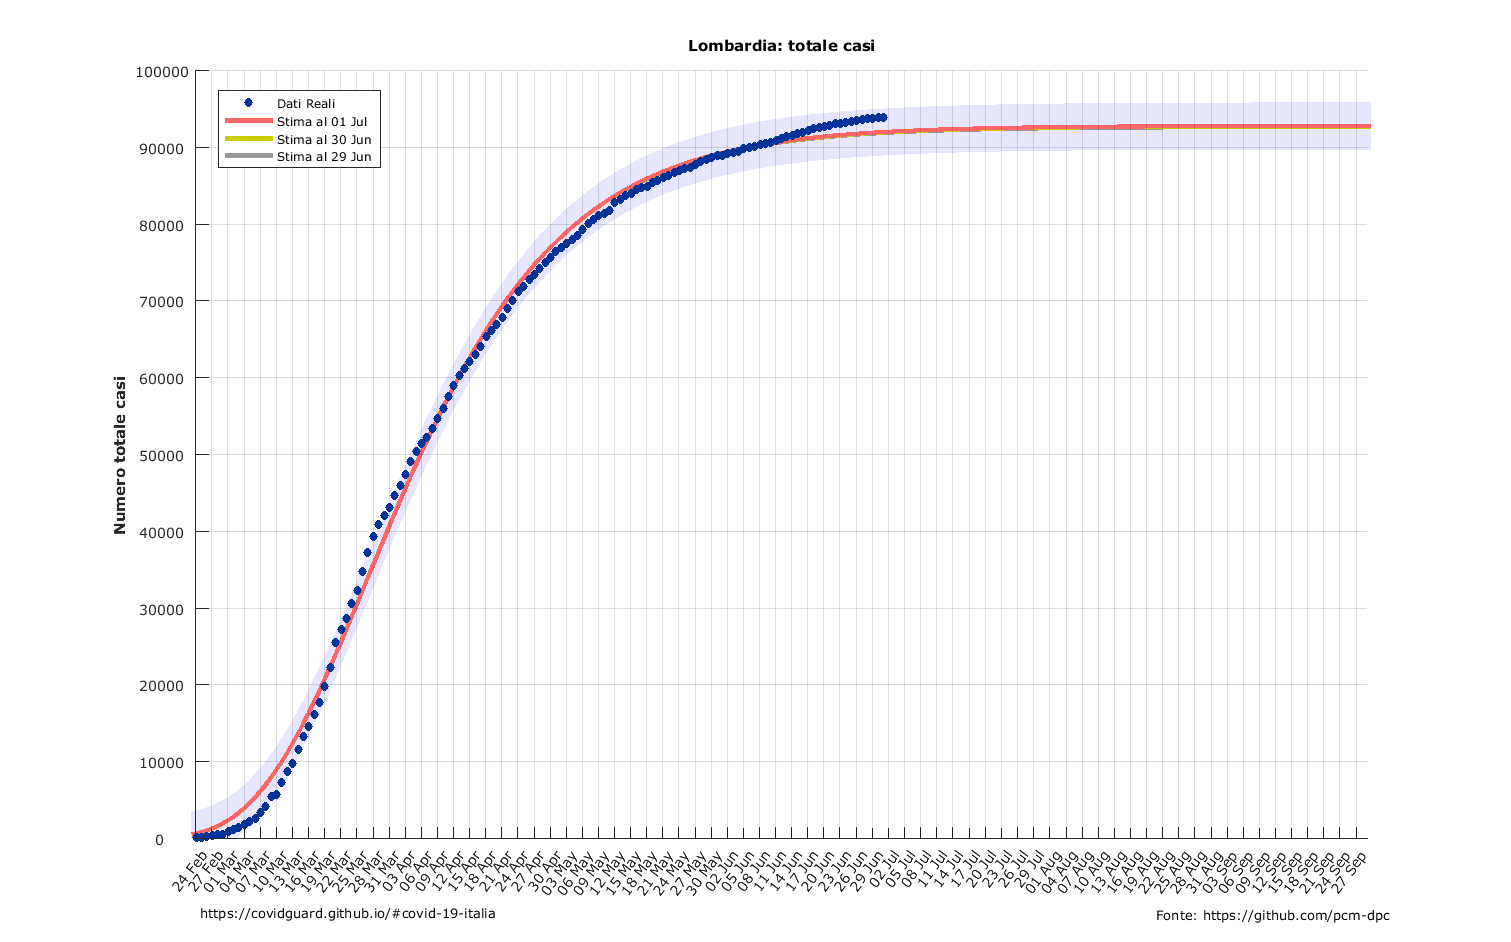 Lombardia: totale casi
100000
90000
80000
70000
60000
50000
40000
30000
20000
10000
0
Numero totale casi
Dati Reali
Stima al 01 Jul
Stima al 30 Jun
Stima al 29 Jun
24 Feb
27 Feb
01 Mar
04 Mar
07 Mar
10 Mar
13 Mar
16 Mar
19 Mar
22 Mar
25 Mar
28 Mar
31 Mar
03 Apr
06 Apr
09 Apr
12 Apr
15 Apr
18 Apr
21 Apr
24 Apr
27 Apr
30 Apr
03 May
06 May
09 May
12 May
15 May
18 May
21 May
24 May
27 May
30 May
02 Jun
05 Jun
08 Jun
11 Jun
14 Jun
17 Jun
20 Jun
23 Jun
26 Jun
29 Jun
02 Jul
05 Jul
08 Jul
11 Jul
14 Jul
17 Jul
20 Jul
23 Jul
26 Jul
29 Jul
01 Aug
04 Aug
07 Aug
10 Aug
13 Aug
16 Aug
19 Aug
22 Aug
25 Aug
28 Aug
31 Aug
03 Sep
06 Sep
09 Sep
12 Sep
15 Sep
18 Sep
21 Sep
24 Sep
27 Sep
https://covidguard.github.io/#covid-19-italia
Fonte: https://github.com/pcm-dpc